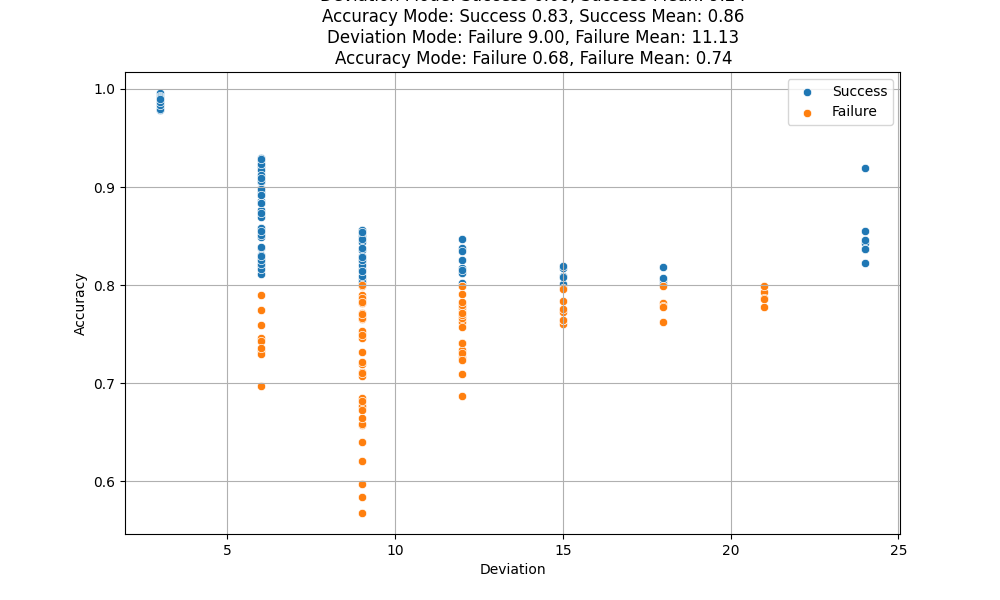 Accuracy Mode: Success 0.83, Success Mean: 0.86
Deviation Mode: Failure 9.00, Failure Mean: 11.13
Accuracy Mode: Failure 0.68, Failure Mean: 0.74
Success
Failure
1.0
0.9
0.8
0.7
0.6
Accuracy
5
10
15
20
25
Deviation